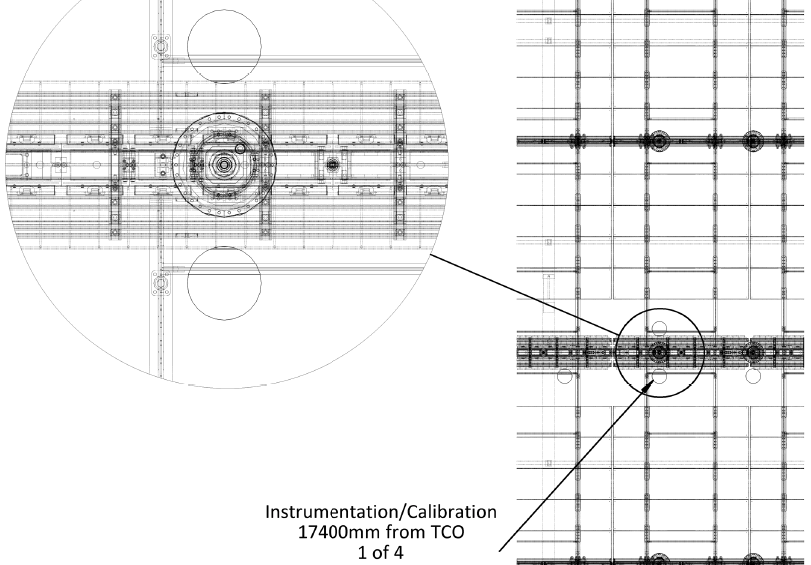 Instrumentation/Calibration
17400mm from TCO
1 of 4